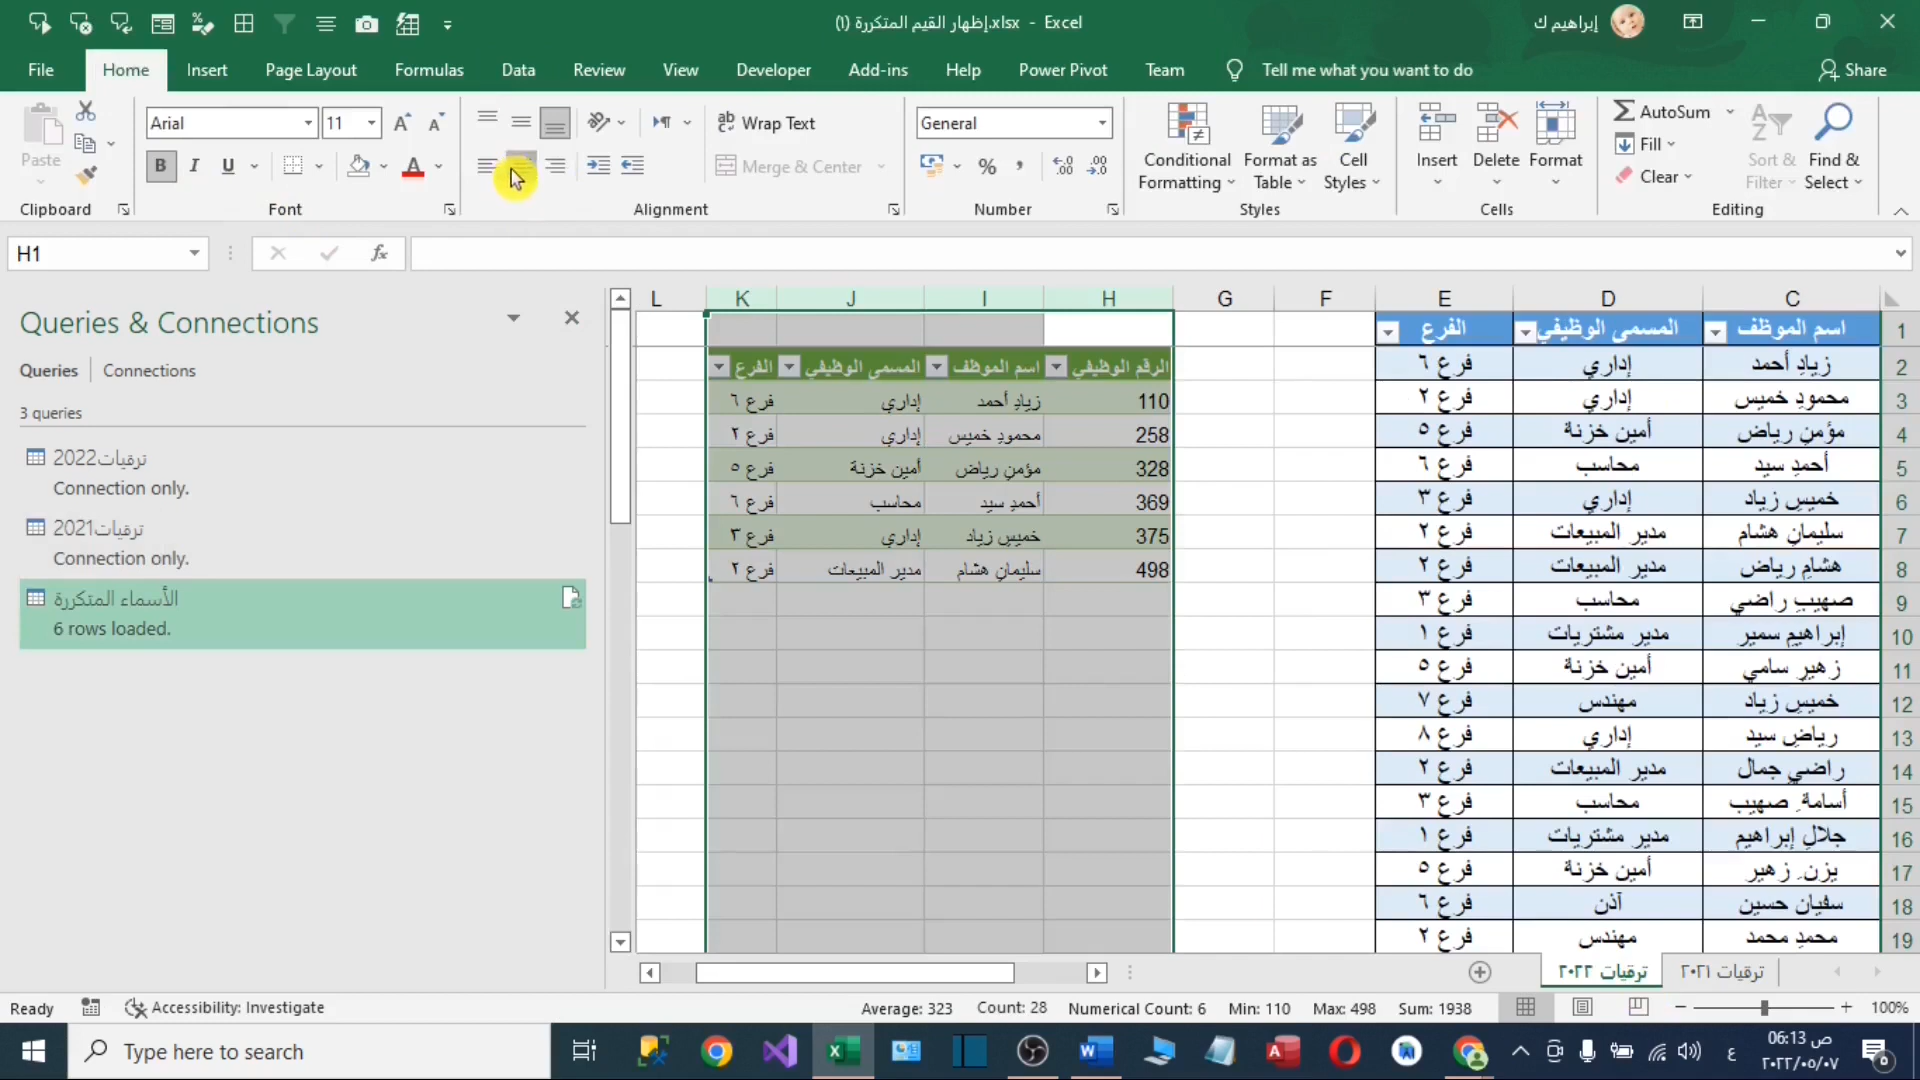 إظهار القيم المتكررة (١).xlsx - Excel
إبراهيم ك
File Home Insert Page Layout Formulas Data Review View Developer Add-ins Help Power Pivot Team Tell me what you want to do Share
Paste
Clipboard
Arial 11
B I U
Font
Wrap Text
Merge & Center
Alignment
General
Number
Conditional Formatting
Format as Table
Cell Styles
Styles
Insert Delete Format
Cells
AutoSum
Fill
Clear
Sort & Filter
Find & Select
Editing
H1
fx
Queries & Connections
Queries Connections
3 queries
ترقيات2022
Connection only.
ترقيات2021
Connection only.
الأسماء المتكررة
6 rows loaded.
L K J I H G F E D C
1 اسم الموظف المسمى الوظيفي الفرع
2 زيادِ أحمد إداري فرع ٦ الرقم الوظيفي اسم الموظف المسمى الوظيفي الفرع
3 محمودِ خميس إداري فرع ٢ 110 زيادِ أحمد إداري فرع ٦
4 مؤمنِ رياض أمين خزنة فرع ٥ 258 محمودِ خميس إداري فرع ٢
5 أحمدِ سيد محاسب فرع ٦ 328 مؤمنِ رياض أمين خزنة فرع ٥
6 خميسِ زياد إداري فرع ٣ 369 أحمدِ سيد محاسب فرع ٦
7 سليمانِ هشام مدير المبيعات فرع ٢ 375 خميسِ زياد إداري فرع ٣
8 هشامِ رياض مدير المبيعات فرع ٢ 498 سليمانِ هشام مدير المبيعات فرع ٢
9 صهيبِ راضي محاسب فرع ٣
10 إبراهيمِ سمير مدير مشتريات فرع ١
11 زهيرِ سامي أمين خزنة فرع ٥
12 خميسِ زياد مهندس فرع ٧
13 رياضِ سيد إداري فرع ٨
14 راضيِ جمال مدير المبيعات فرع ٢
15 أسامةِ صهيب محاسب فرع ٣
16 جلالِ إبراهيم مدير مشتريات فرع ١
17 يزنِ زهير أمين خزنة فرع ٥
18 سفيان حسين آذن فرع ٦
19 محمدِ محمد مهندس فرع ٢
ترقيات ٢٠٢١ ترقيات ٢٠٢٢
Ready Accessibility: Investigate Average: 323 Count: 28 Numerical Count: 6 Min: 110 Max: 498 Sum: 1938 100%
Type here to search
ع
06:13 ص
٢٠٢٢/٠٥/٠٧